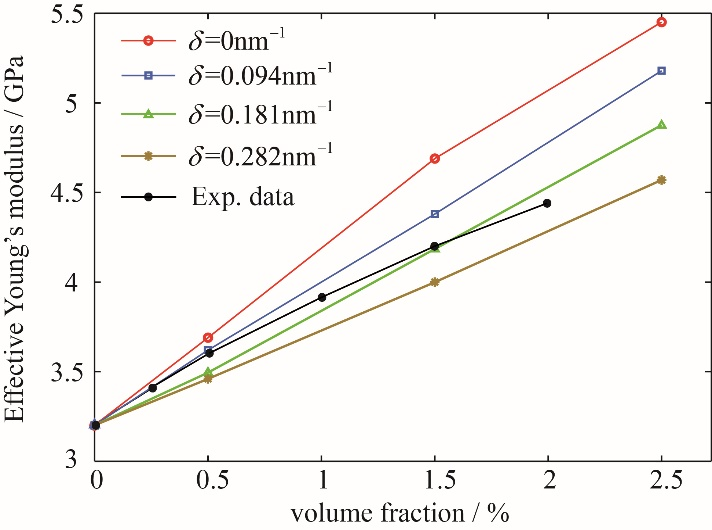 5.5
5
4.5
4
3.5
3
Effective Young's modulus / GPa
δ=0nm⁻¹
δ=0.094nm⁻¹
δ=0.181nm⁻¹
δ=0.282nm⁻¹
Exp. data
0 0.5 1 1.5 2 2.5
volume fraction / %